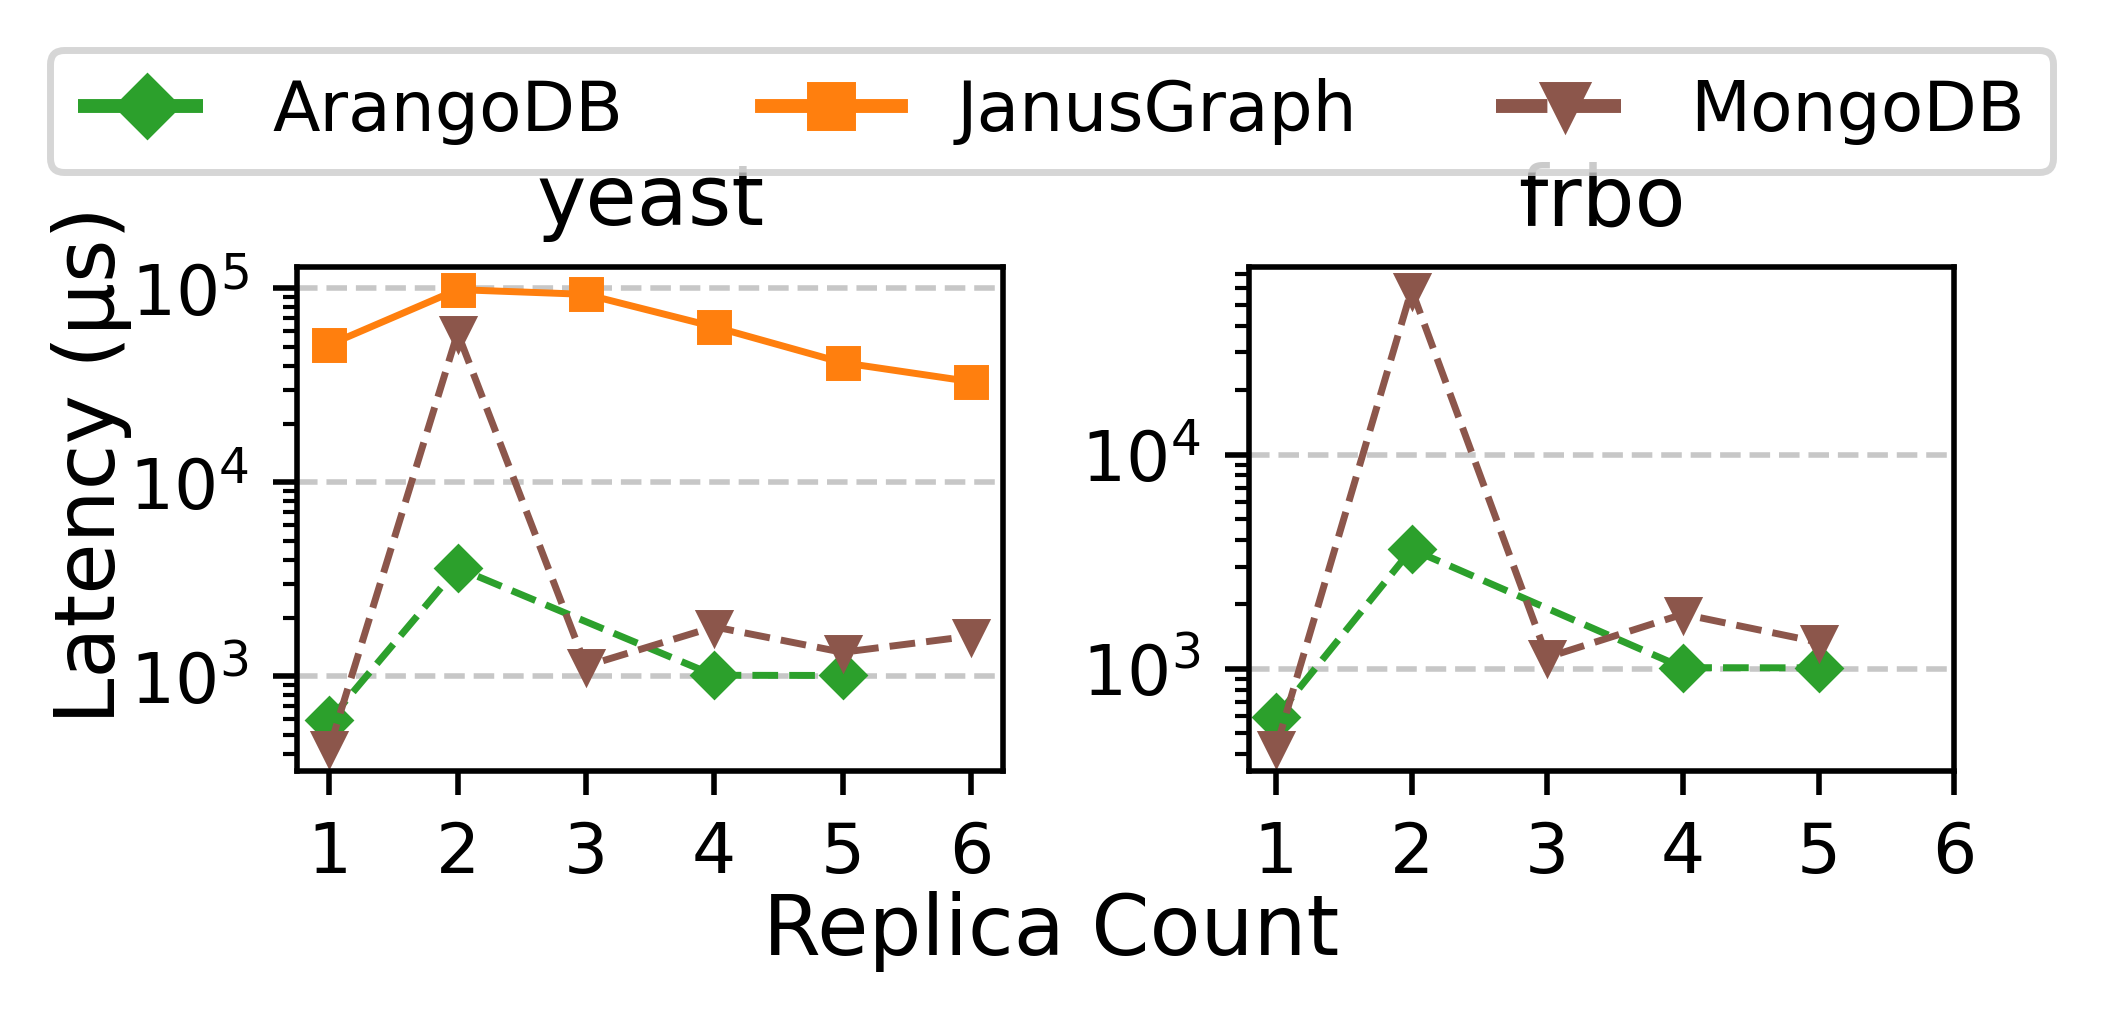 ArangoDB JanusGraph MongoDB
yeast frbo
Latency (µs)
10⁵
10⁴
10³
10⁴
10³
1 2 3 4 5 6
1 2 3 4 5 6
Replica Count